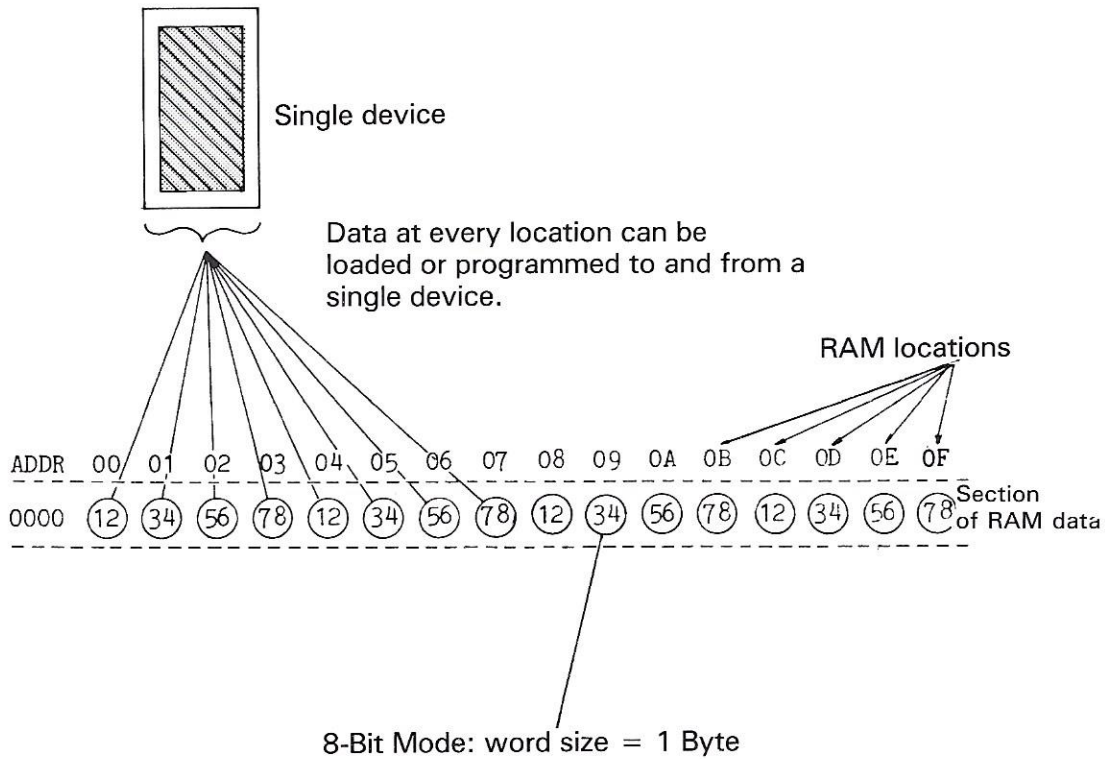 Single device
Data at every location can be
loaded or programmed to and from a
single device.
RAM locations
ADDR 00 01 02 03 04 05 06 07 08 09 0A 0B 0C 0D 0E 0F
0000 12 34 56 78 12 34 56 78 12 34 56 78 12 34 56 78 Section
of RAM data
8-Bit Mode: word size = 1 Byte